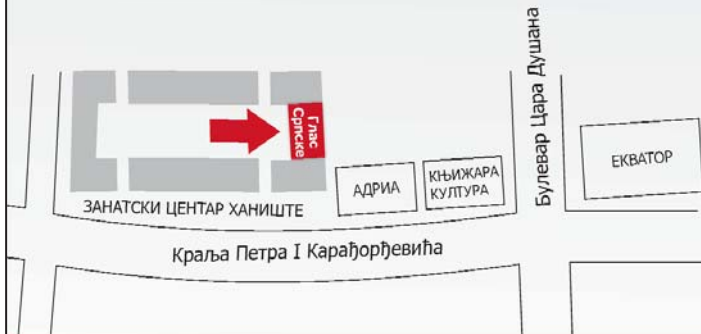 Глас
Српске
Булевар Цара Душана
ЕКВАТОР
АДРИА
КЊИЖАРА
КУЛТУРА
ЗАНАТСКИ ЦЕНТАР ХАНИШТЕ
Краља Петра I Карађорђевића